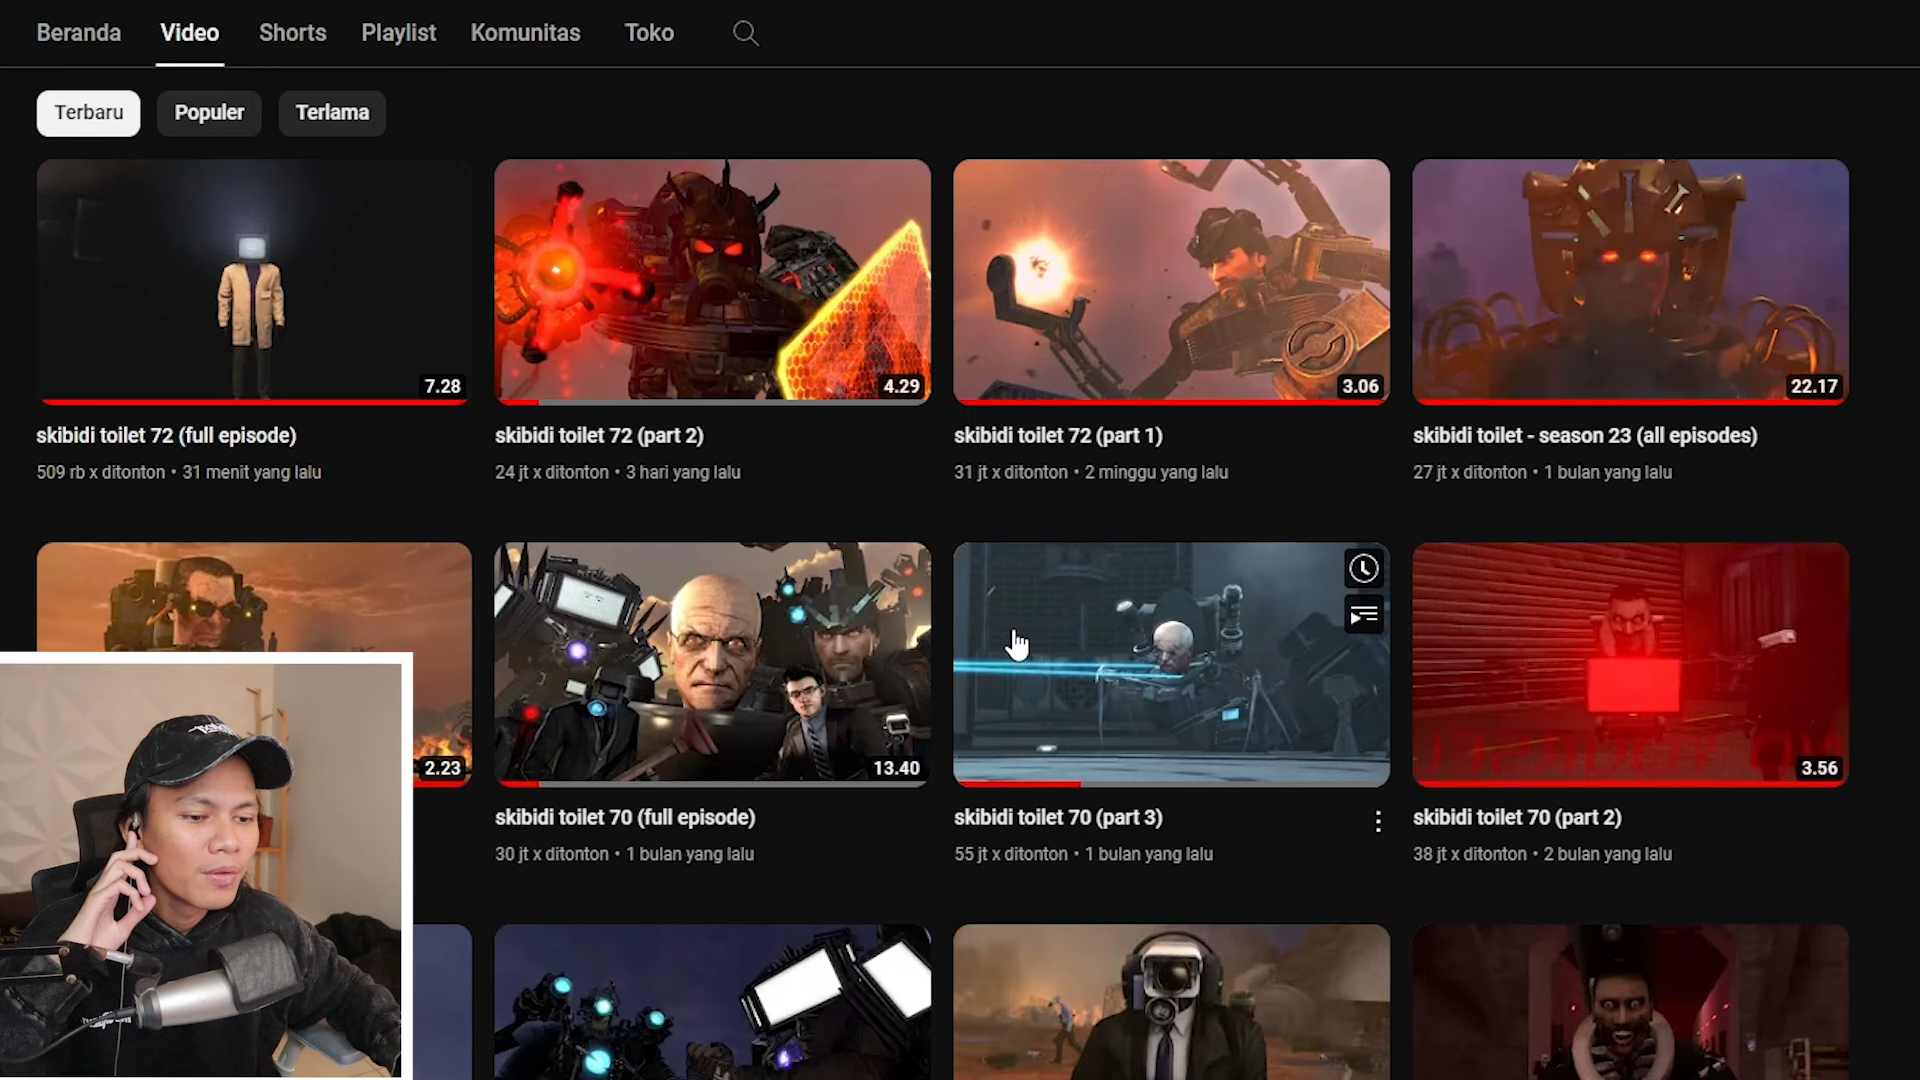 Beranda Video Shorts Playlist Komunitas Toko
Terbaru Populer Terlama
7.28 4.29 3.06 22.17
skibidi toilet 72 (full episode) skibidi toilet 72 (part 2) skibidi toilet 72 (part 1) skibidi toilet - season 23 (all episodes)
509 rb x ditonton • 31 menit yang lalu 24 jt x ditonton • 3 hari yang lalu 31 jt x ditonton • 2 minggu yang lalu 27 jt x ditonton • 1 bulan yang lalu
2.23 13.40 3.56
skibidi toilet 70 (full episode) skibidi toilet 70 (part 3) skibidi toilet 70 (part 2)
30 jt x ditonton • 1 bulan yang lalu 55 jt x ditonton • 1 bulan yang lalu 38 jt x ditonton • 2 bulan yang lalu